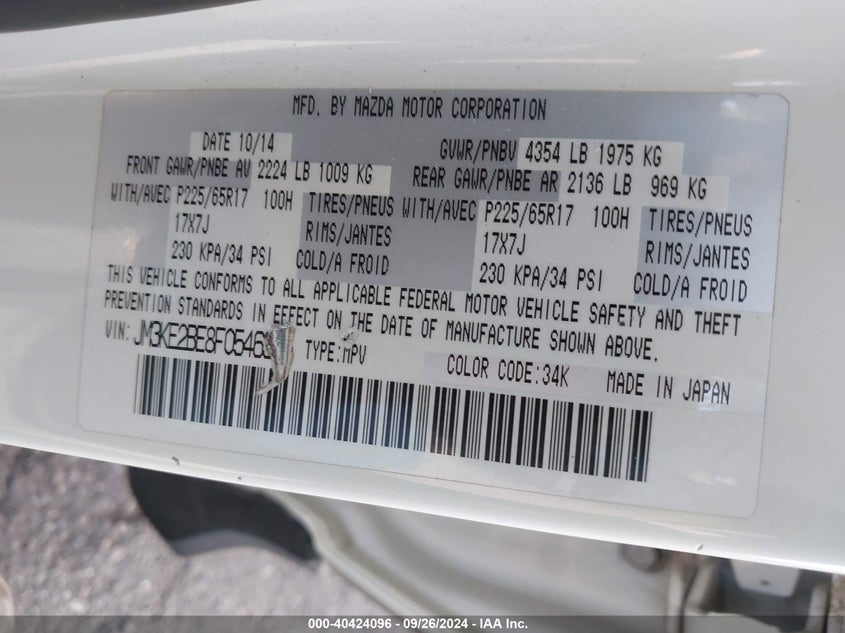 MFD. BY MAZDA MOTOR CORPORATION
DATE 10/14 GVWR/PNBV 4354 LB 1975 KG
FRONT GAWR/PNBE AV 2224 LB 1009 KG REAR GAWR/PNBE AR 2136 LB 969 KG
WITH/AVEC P225/65R17 100H TIRES/PNEUS WITH/AVEC P225/65R17 100H TIRES/PNEUS
17X7J RIMS/JANTES 17X7J RIMS/JANTES
230 KPA/34 PSI COLD/A FROID 230 KPA/34 PSI COLD/A FROID
THIS VEHICLE CONFORMS TO ALL APPLICABLE FEDERAL MOTOR VEHICLE SAFETY AND THEFT
PREVENTION STANDARDS IN EFFECT ON THE DATE OF MANUFACTURE SHOWN ABOVE.
VIN: TYPE:MPV
COLOR CODE:34K MADE IN JAPAN
000-40424096 - 09/26/2024 - IAA Inc.